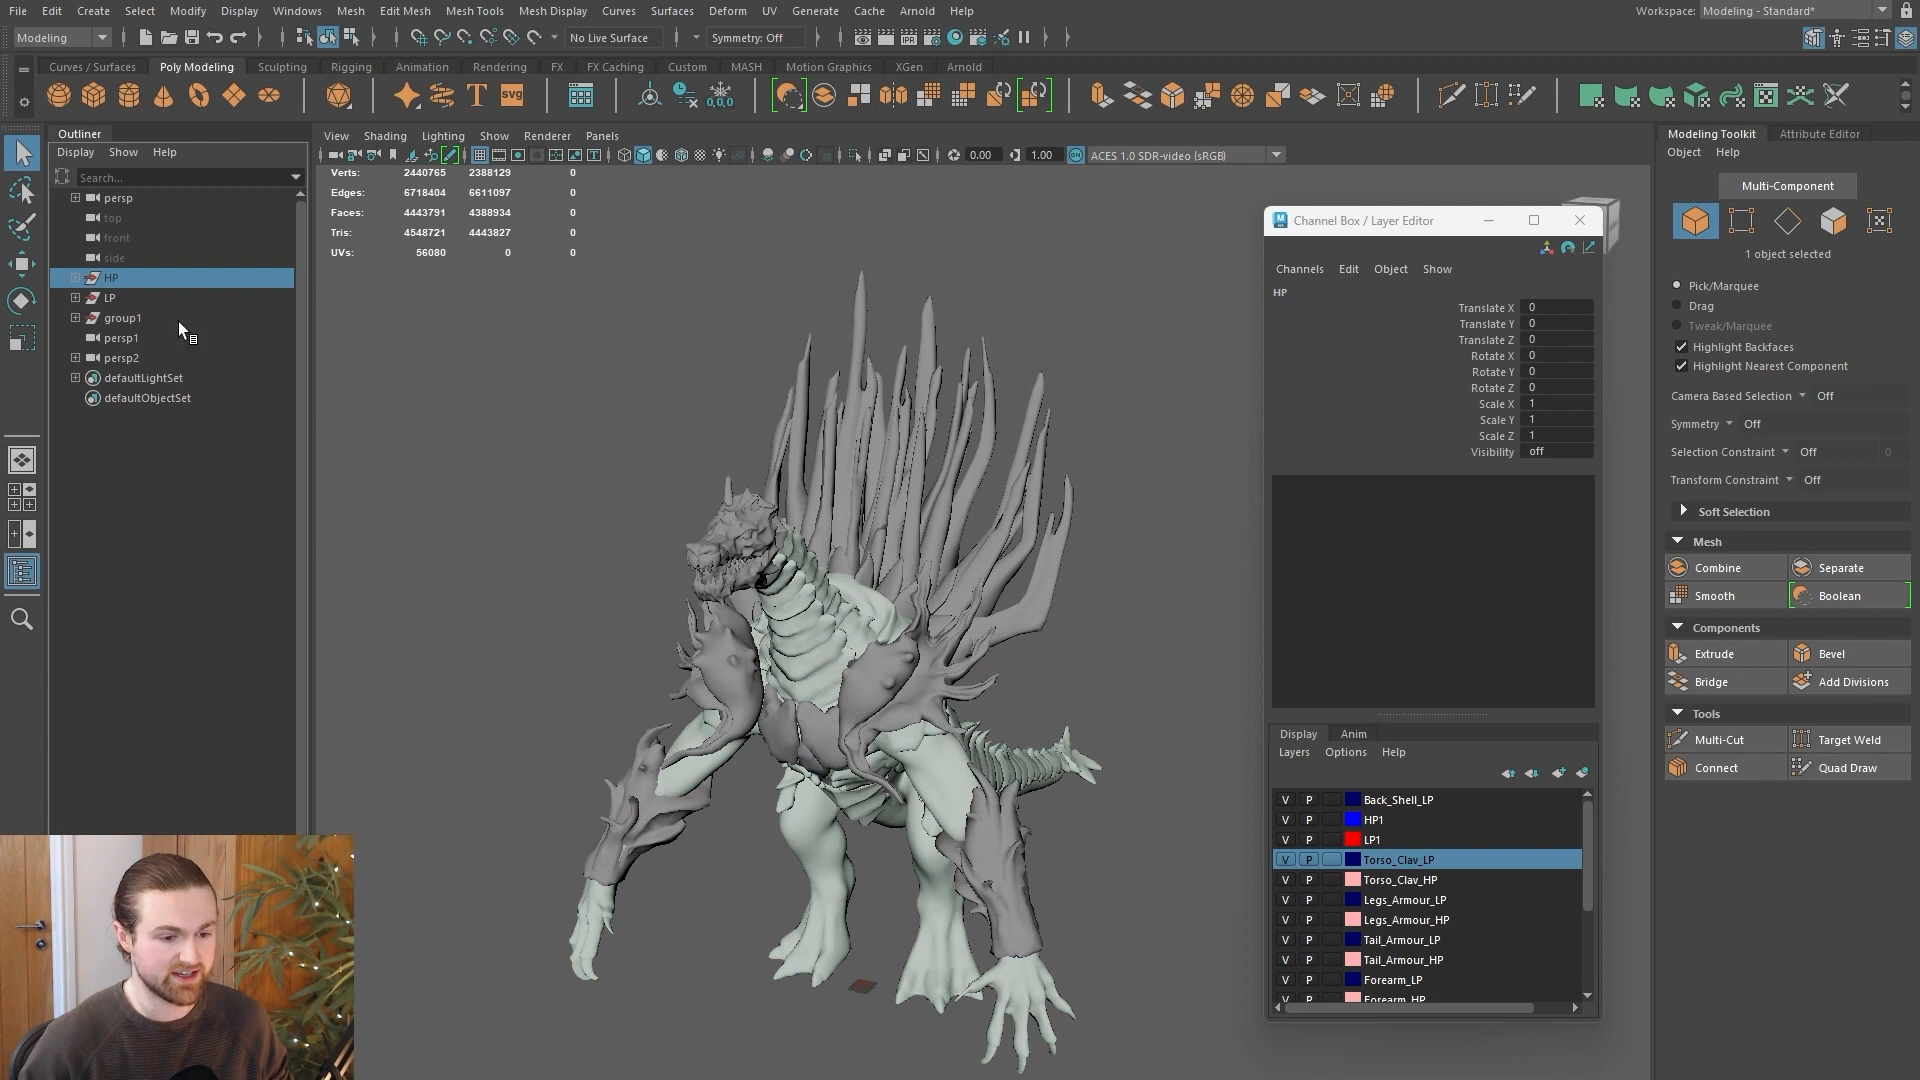 File Edit Create Select Modify Display Windows Mesh Edit Mesh Mesh Tools Mesh Display Curves Surfaces Deform UV Generate Cache Arnold Help Workspace: Modeling - Standard*
Modeling No Live Surface Symmetry: Off
Curves / Surfaces Poly Modeling Sculpting Rigging Animation Rendering FX FX Caching Custom MASH Motion Graphics XGen Arnold
T SVG 0,0,0
Outliner
Display Show Help
Search...
persp
top
front
side
HP
LP
group1
persp1
persp2
defaultLightSet
defaultObjectSet
View Shading Lighting Show Renderer Panels
0.00 1.00 ACES 1.0 SDR-video (sRGB)
Verts: 2440765 2388129 0
Edges: 6718404 6611097 0
Faces: 4443791 4388934 0
Tris: 4548721 4443827 0
UVs: 56080 0 0
Channel Box / Layer Editor
Channels Edit Object Show
HP
Translate X 0
Translate Y 0
Translate Z 0
Rotate X 0
Rotate Y 0
Rotate Z 0
Scale X 1
Scale Y 1
Scale Z 1
Visibility off
Display Anim
Layers Options Help
V P Back_Shell_LP
V P HP1
V P LP1
V P Torso_Clav_LP
V P Torso_Clav_HP
V P Legs_Armour_LP
V P Legs_Armour_HP
V P Tail_Armour_LP
V P Tail_Armour_HP
V P Forearm_LP
V P Forearm_HP
Modeling Toolkit Attribute Editor
Object Help
Multi-Component
1 object selected
Pick/Marquee
Drag
Tweak/Marquee
Highlight Backfaces
Highlight Nearest Component
Camera Based Selection Off
Symmetry Off
Selection Constraint Off 0
Transform Constraint Off
Soft Selection
Mesh
Combine Separate
Smooth Boolean
Components
Extrude Bevel
Bridge Add Divisions
Tools
Multi-Cut Target Weld
Connect Quad Draw